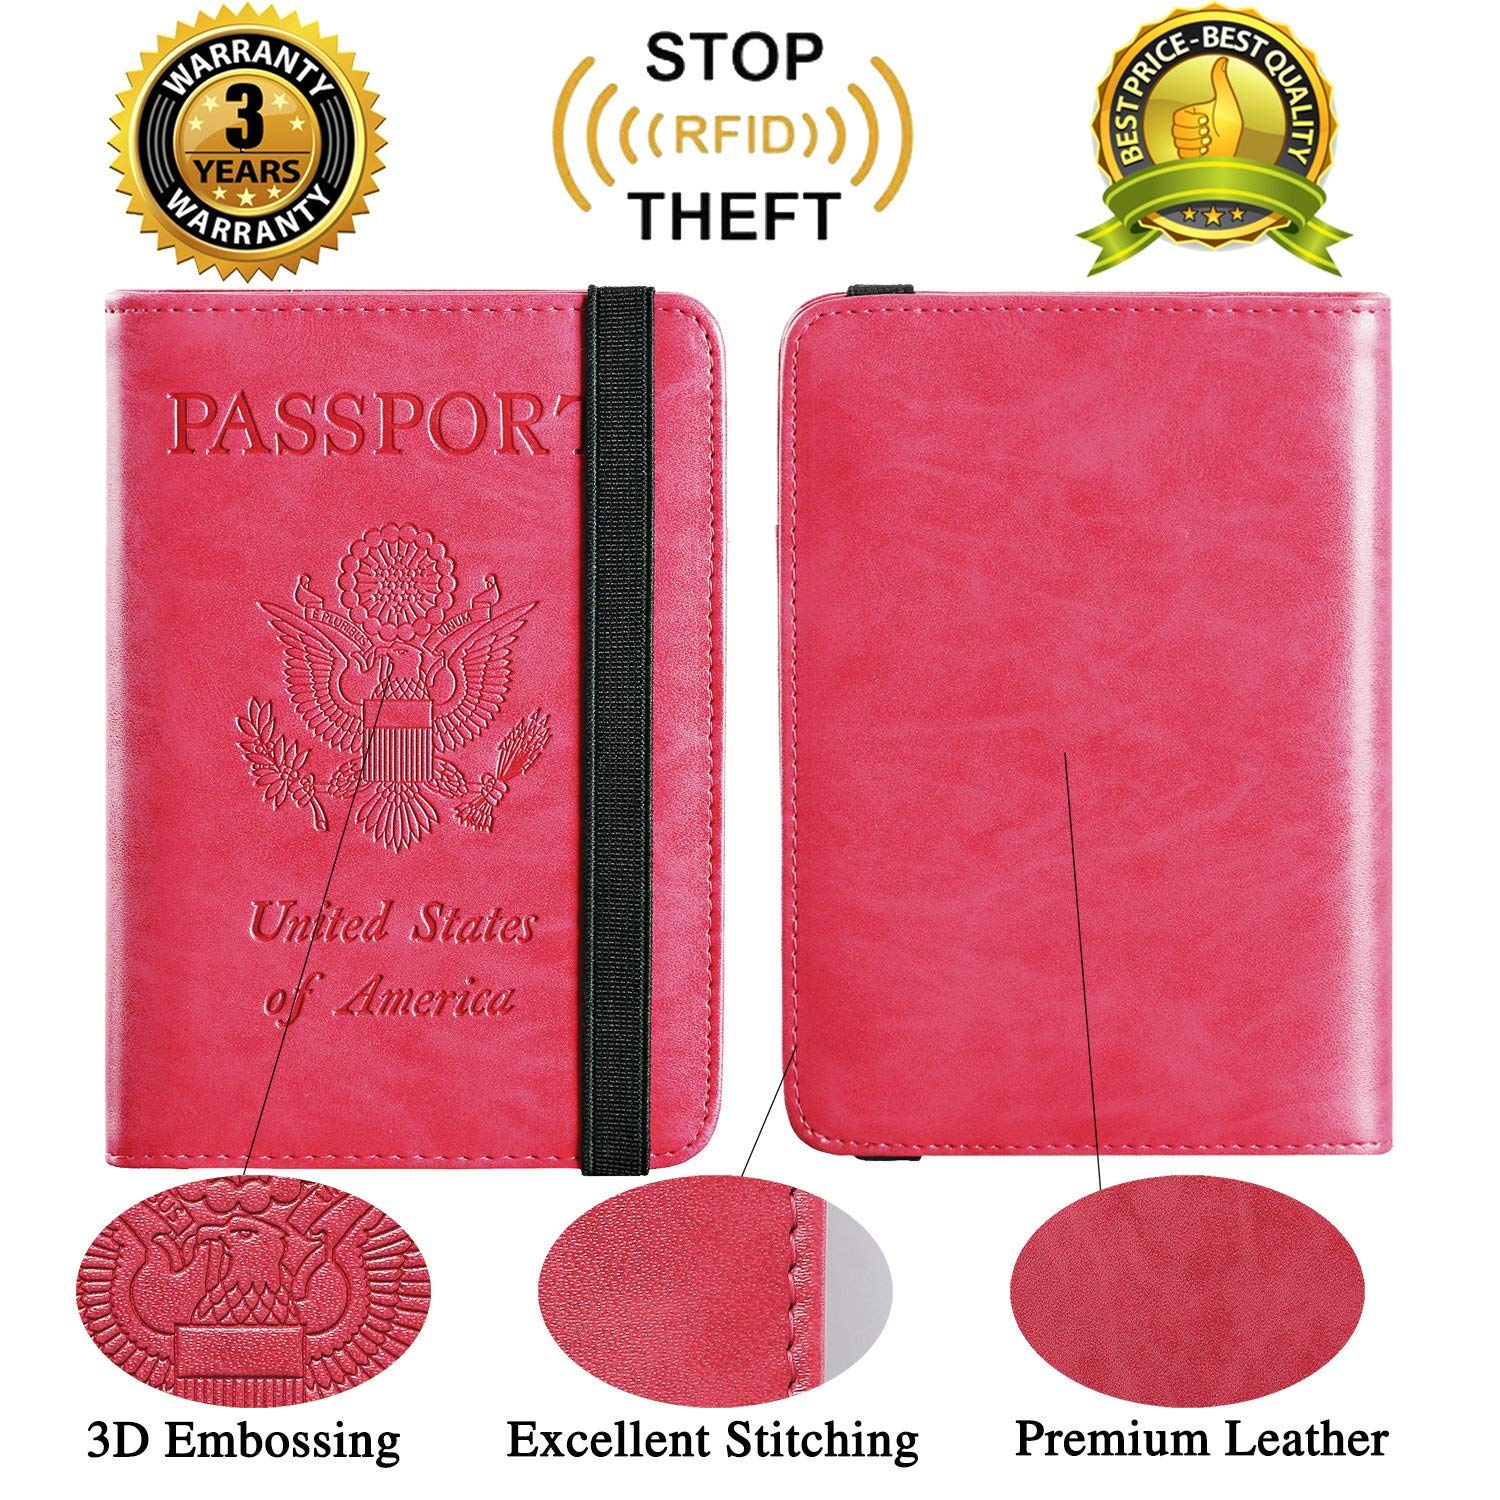 WARRANTY
3
YEARS
WARRANTY
STOP
RFID
THEFT
BEST PRICE - BEST QUALITY
PASSPORT
E PLURIBUS UNUM
United States
of America
3D Embossing
Excellent Stitching
Premium Leather